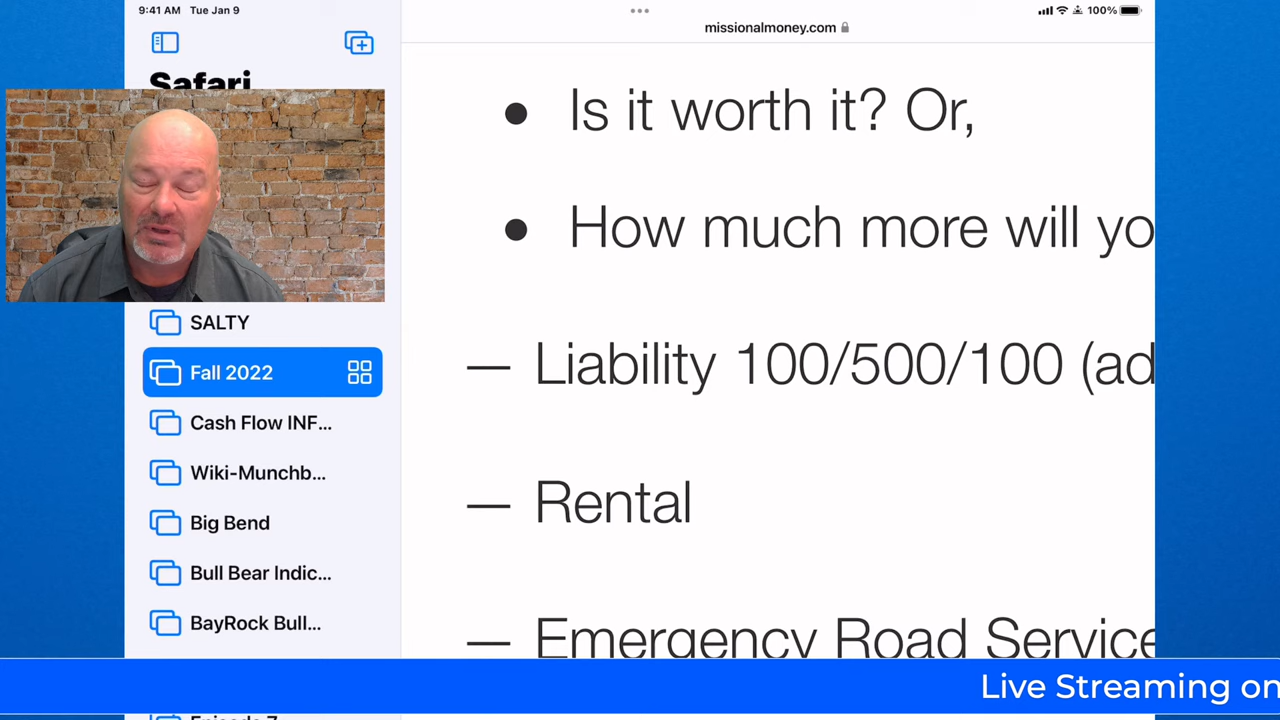 9:41 AM Tue Jan 9
100%
missionalmoney.com
Safari
SALTY
Fall 2022
Cash Flow INF...
Wiki-Munchb...
Big Bend
Bull Bear Indic...
BayRock Bull...
Episode 7
• Is it worth it? Or,
• How much more will yo
— Liability 100/500/100 (ad
— Rental
— Emergency Road Service
Live Streaming on